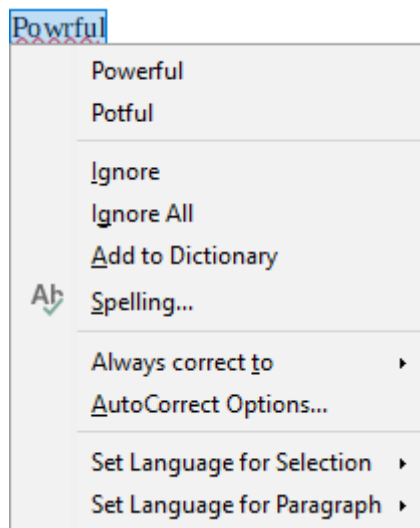 Powrful
Powerful
Potful
Ignore
Ignore All
Add to Dictionary
Ab
Spelling...
Always correct to
AutoCorrect Options...
Set Language for Selection
Set Language for Paragraph